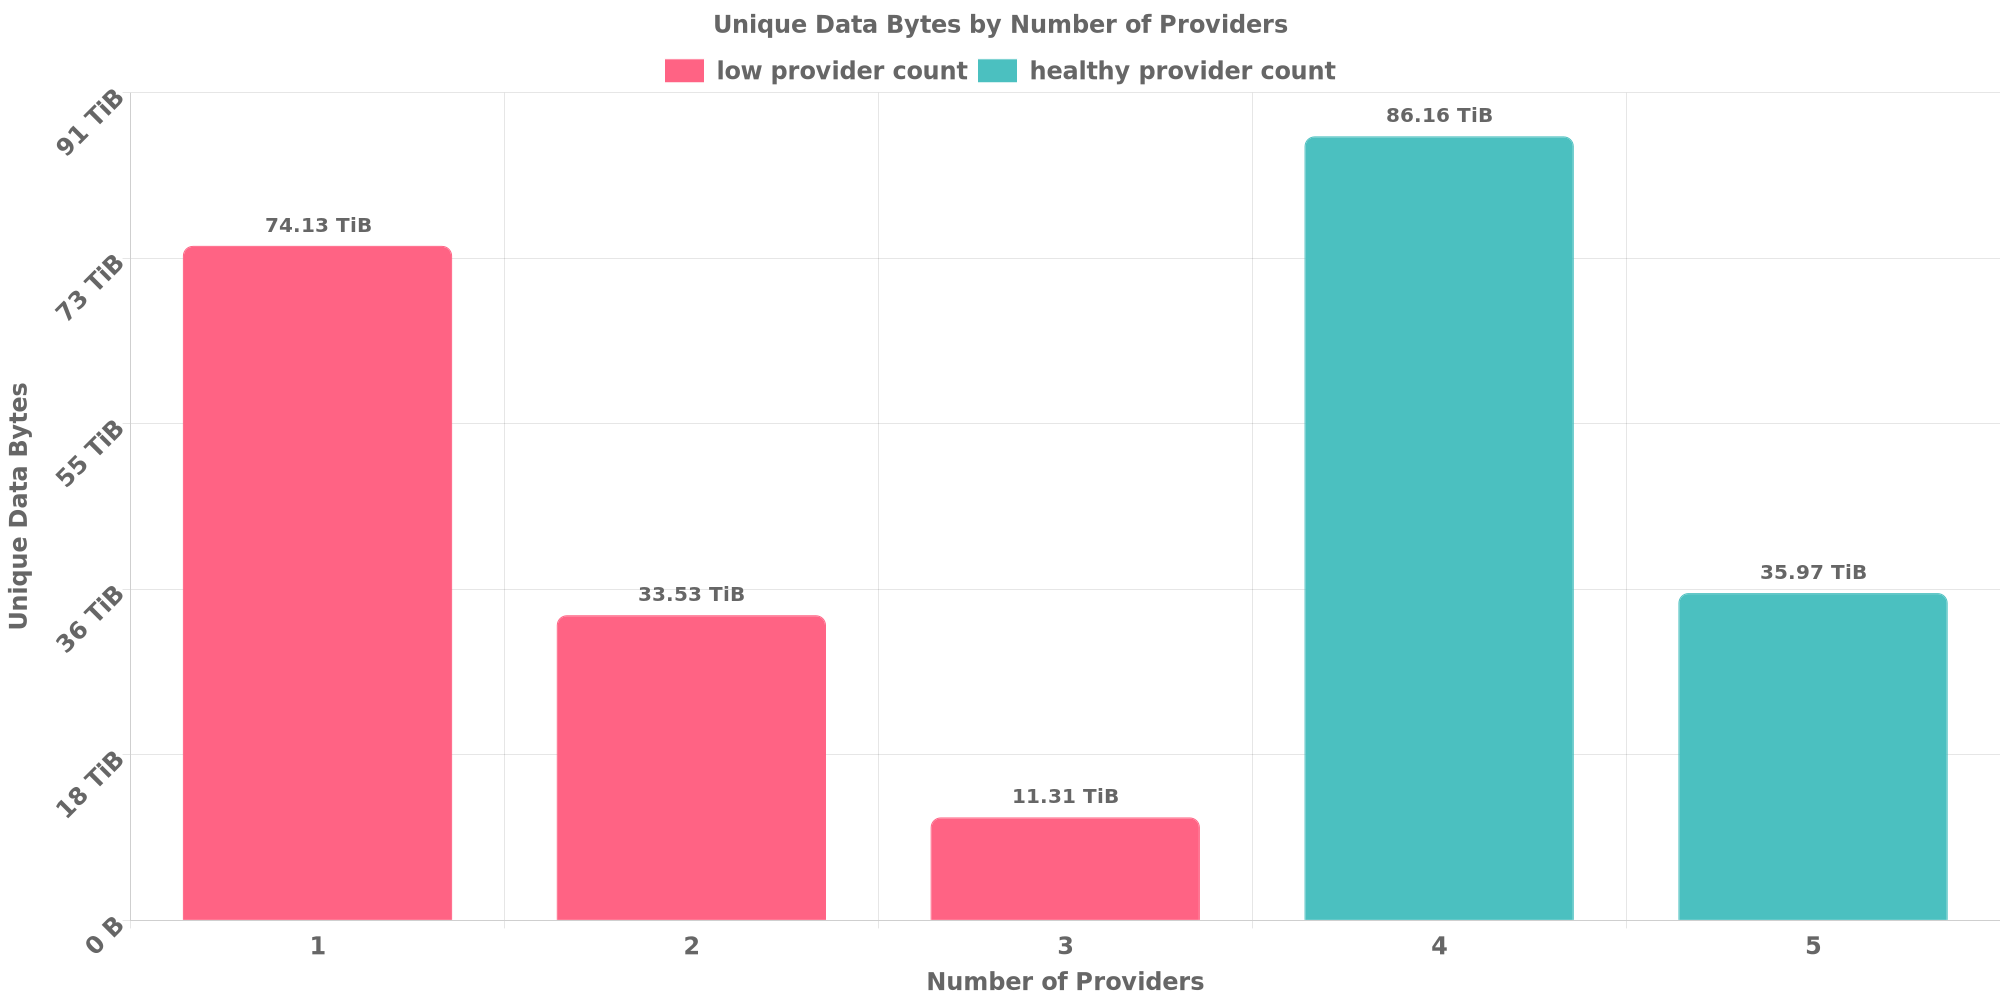 Unique Data Bytes by Number of Providers
low provider count healthy provider count
91 TiB
73 TiB
55 TiB
36 TiB
18 TiB
0 B
Unique Data Bytes
74.13 TiB
33.53 TiB
11.31 TiB
86.16 TiB
35.97 TiB
1 2 3 4 5
Number of Providers